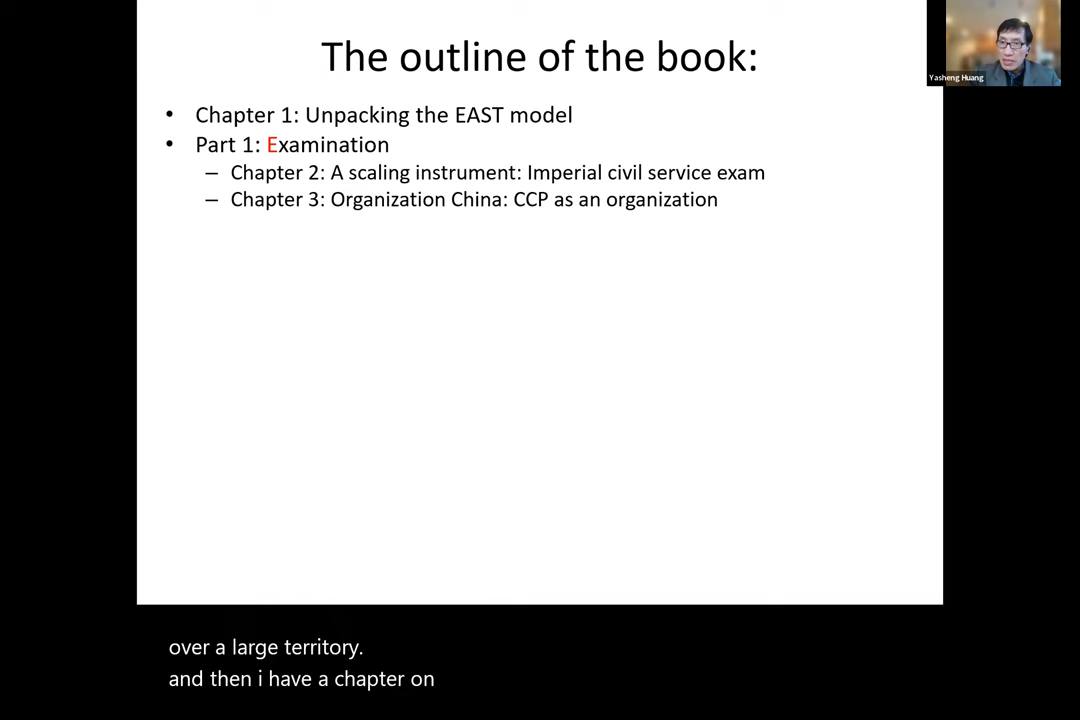 The outline of the book:
Yasheng Huang
• Chapter 1: Unpacking the EAST model
• Part 1: Examination
– Chapter 2: A scaling instrument: Imperial civil service exam
– Chapter 3: Organization China: CCP as an organization
over a large territory.
and then i have a chapter on